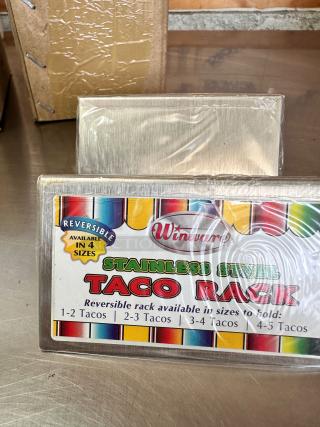 REVERSIBLE
AVAILABLE
IN 4
SIZES
Winware
STAINLESS STEEL
TACO RACK
Reversible rack available in sizes to hold:
1-2 Tacos | 2-3 Tacos | 3-4 Tacos | 4-5 Tacos